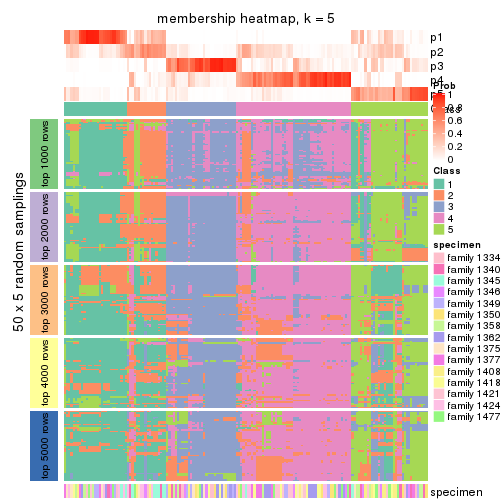 membership heatmap, k = 5
p1
p2
p3
p4
p5
Prob
1
0.8
0.6
0.4
0.2
0
Class
Class
1
2
3
4
5
specimen
family 1334
family 1340
family 1345
family 1346
family 1349
family 1350
family 1358
family 1362
family 1375
family 1377
family 1408
family 1418
family 1421
family 1424
family 1477
50 x 5 random samplings
top 1000 rows
top 2000 rows
top 3000 rows
top 4000 rows
top 5000 rows
specimen